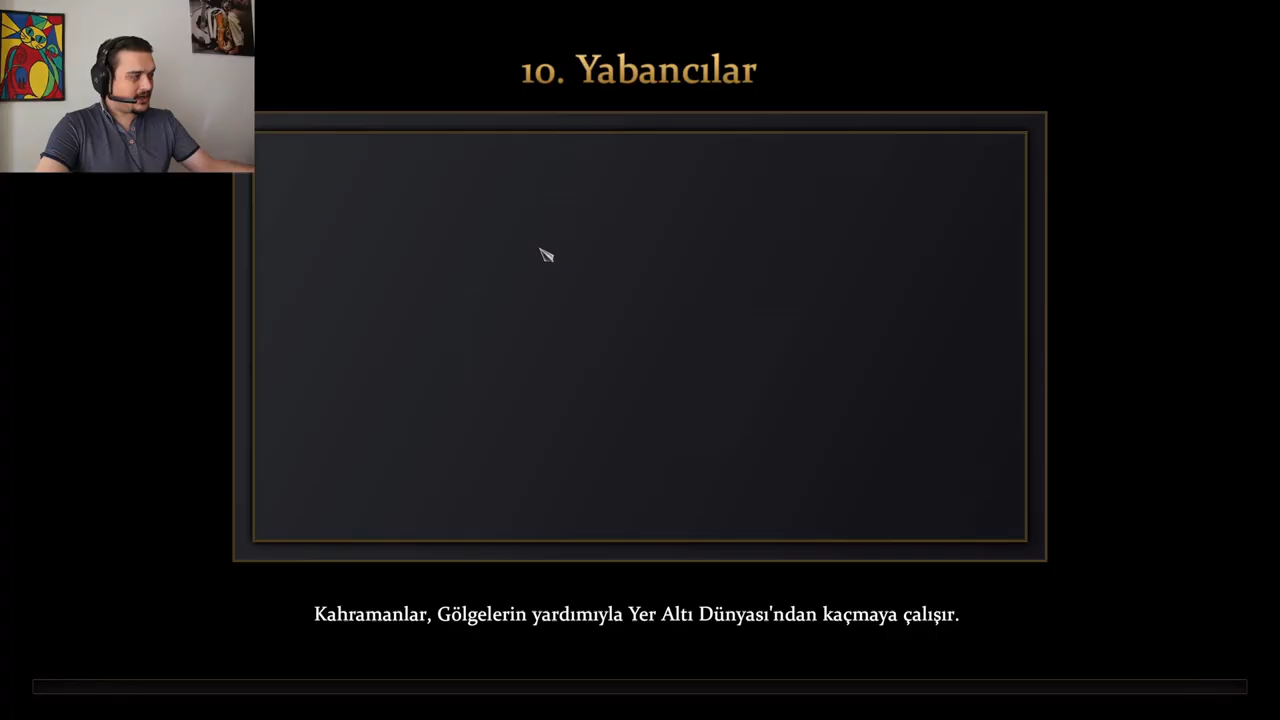 10. Yabancılar
Kahramanlar, Gölgelerin yardımıyla Yer Altı Dünyası'ndan kaçmaya çalışır.